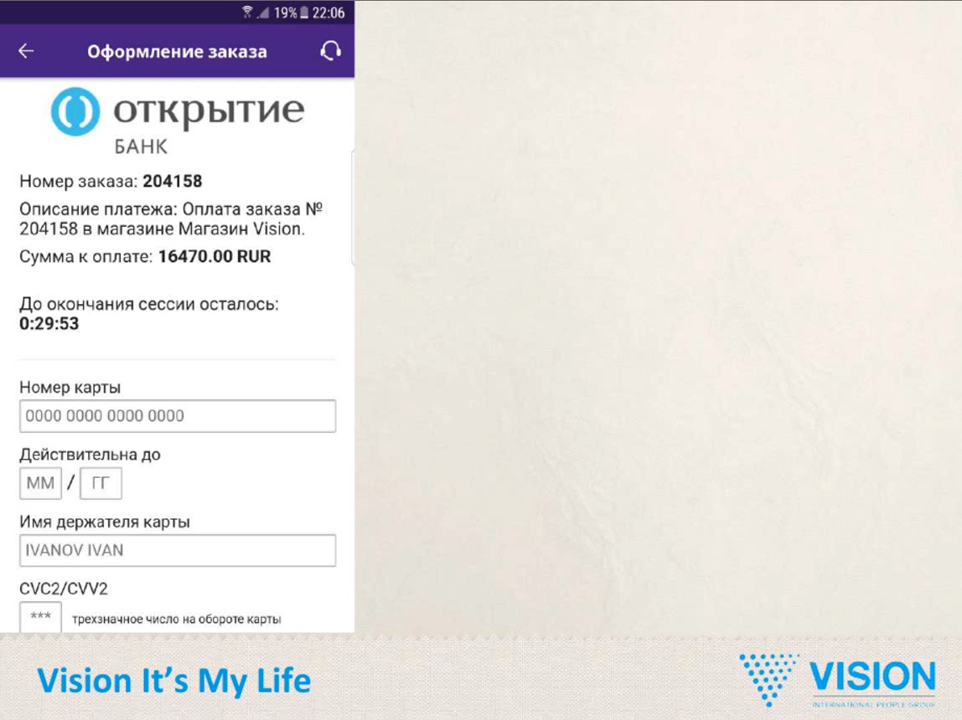 19% 22:06
Оформление заказа
открытие
БАНК
Номер заказа: 204158
Описание платежа: Оплата заказа №
204158 в магазине Магазин Vision.
Сумма к оплате: 16470.00 RUR
До окончания сессии осталось:
0:29:53
Номер карты
0000 0000 0000 0000
Действительна до
ММ / ГГ
Имя держателя карты
IVANOV IVAN
CVC2/CVV2
*** трехзначное число на обороте карты
Vision It’s My Life
VISION
INTERNATIONAL PEOPLE GROUP